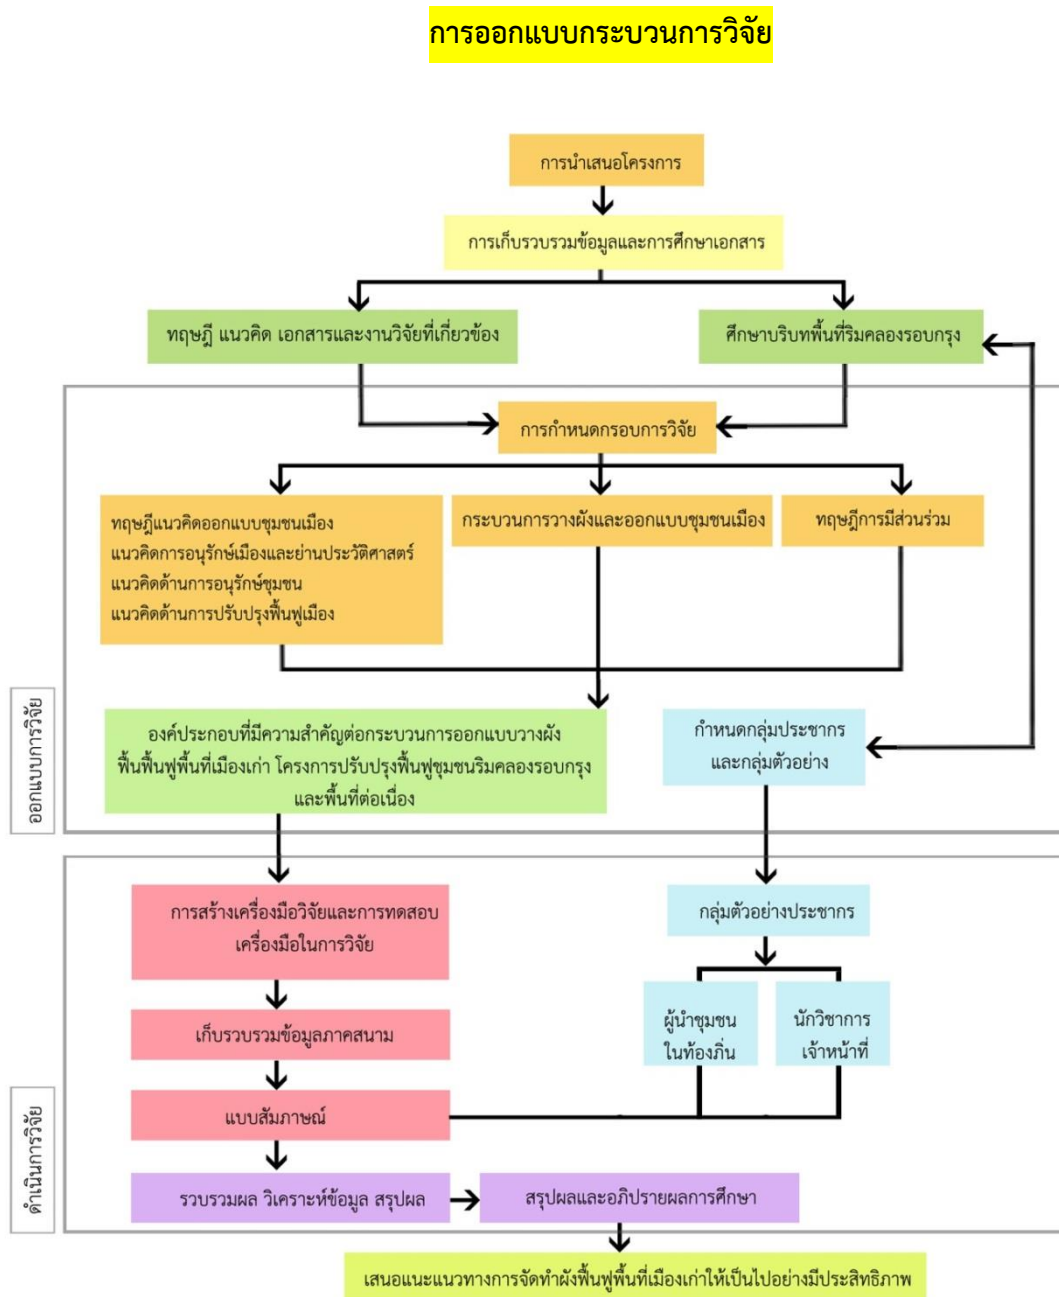 การออกแบบกระบวนการวิจัย
การนำเสนอโครงการ
การเก็บรวบรวมข้อมูลและการศึกษาเอกสาร
ทฤษฎี แนวคิด เอกสารและงานวิจัยที่เกี่ยวข้อง
ศึกษาบริบทพื้นที่ริมคลองรอบกรุง
การกำหนดกรอบการวิจัย
ทฤษฎีแนวคิดออกแบบชุมชนเมือง
แนวคิดการอนุรักษ์เมืองและย่านประวัติศาสตร์
แนวคิดด้านการอนุรักษ์ชุมชน
แนวคิดด้านการปรับปรุงฟื้นฟูเมือง
กระบวนการวางผังและออกแบบชุมชนเมือง
ทฤษฎีการมีส่วนร่วม
ออกแบบการวิจัย
องค์ประกอบที่มีความสำคัญต่อกระบวนการออกแบบวางผัง
ฟื้นฟื้นฟูพื้นที่เมืองเก่า โครงการปรับปรุงฟื้นฟูชุมชนริมคลองรอบกรุง
และพื้นที่ต่อเนื่อง
กำหนดกลุ่มประชากร
และกลุ่มตัวอย่าง
การสร้างเครื่องมือวิจัยและการทดสอบ
เครื่องมือในการวิจัย
กลุ่มตัวอย่างประชากร
เก็บรวบรวมข้อมูลภาคสนาม
ผู้นำชุมชน
ในท้องภิ่น
นักวิชาการ
เจ้าหน้าที่
แบบสัมภาษณ์
ดำเนินการวิจัย
รวบรวมผล วิเคราะห์ข้อมูล สรุปผล
สรุปผลและอภิปรายผลการศึกษา
เสนอแนะแนวทางการจัดทำผังฟื้นฟูพื้นที่เมืองเก่าให้เป็นไปอย่างมีประสิทธิภาพ